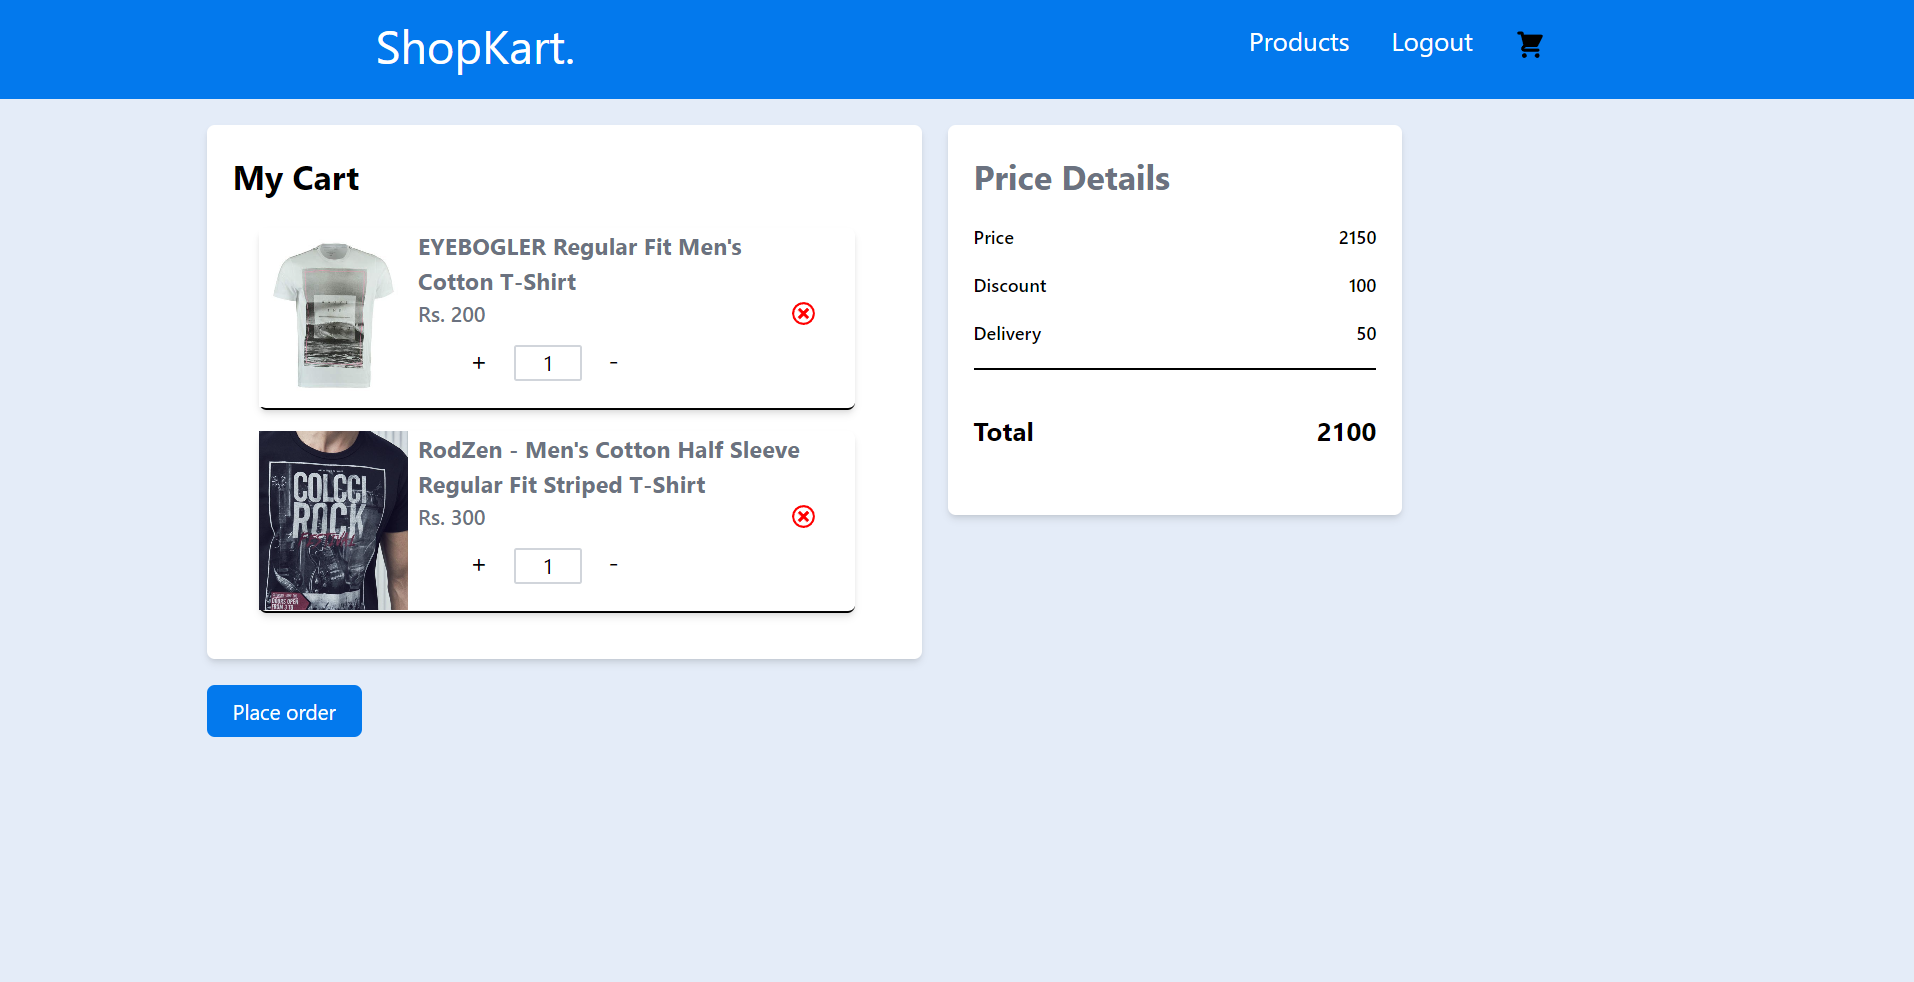 ShopKart.
Products
Logout
My Cart
EYEBOGLER Regular Fit Men's
Cotton T-Shirt
Rs. 200
+ 1 -
COLCCI
ROCK
RodZen - Men's Cotton Half Sleeve
Regular Fit Striped T-Shirt
Rs. 300
+ 1 -
Place order
Price Details
Price 2150
Discount 100
Delivery 50
Total 2100